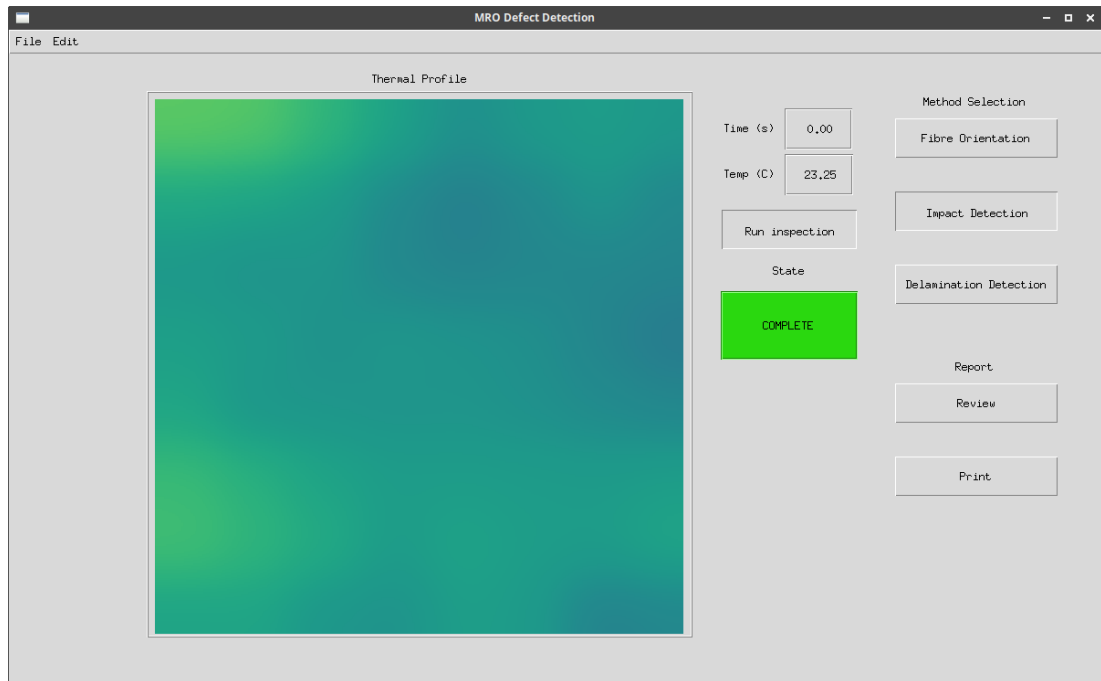 MRO Defect Detection
File Edit
Thermal Profile
Time (s) 0.00
Temp (C) 23.25
Run inspection
State
COMPLETE
Method Selection
Fibre Orientation
Impact Detection
Delamination Detection
Report
Review
Print